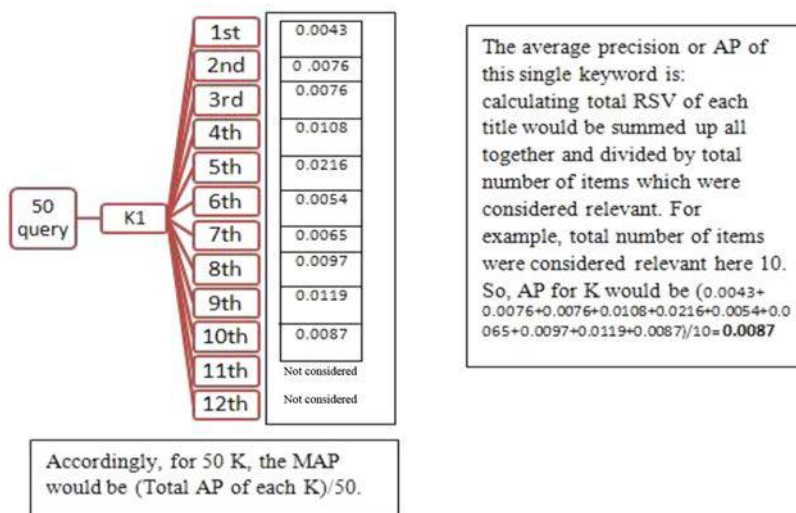 50
query
K1
1st
2nd
3rd
4th
5th
6th
7th
8th
9th
10th
11th
12th
0.0043
0 .0076
0.0076
0.0108
0.0216
0.0054
0.0065
0.0097
0.0119
0.0087
Not considered
Not considered
The average precision or AP of
this single keyword is:
calculating total RSV of each
title would be summed up all
together and divided by total
number of items which were
considered relevant. For
example, total number of items
were considered relevant here 10.
So, AP for K would be (0.0043+
0.0076+0.0076+0.0108+0.0216+0.0054+0.0
065+0.0097+0.0119+0.0087)/10=0.0087
Accordingly, for 50 K, the MAP
would be (Total AP of each K)/50.